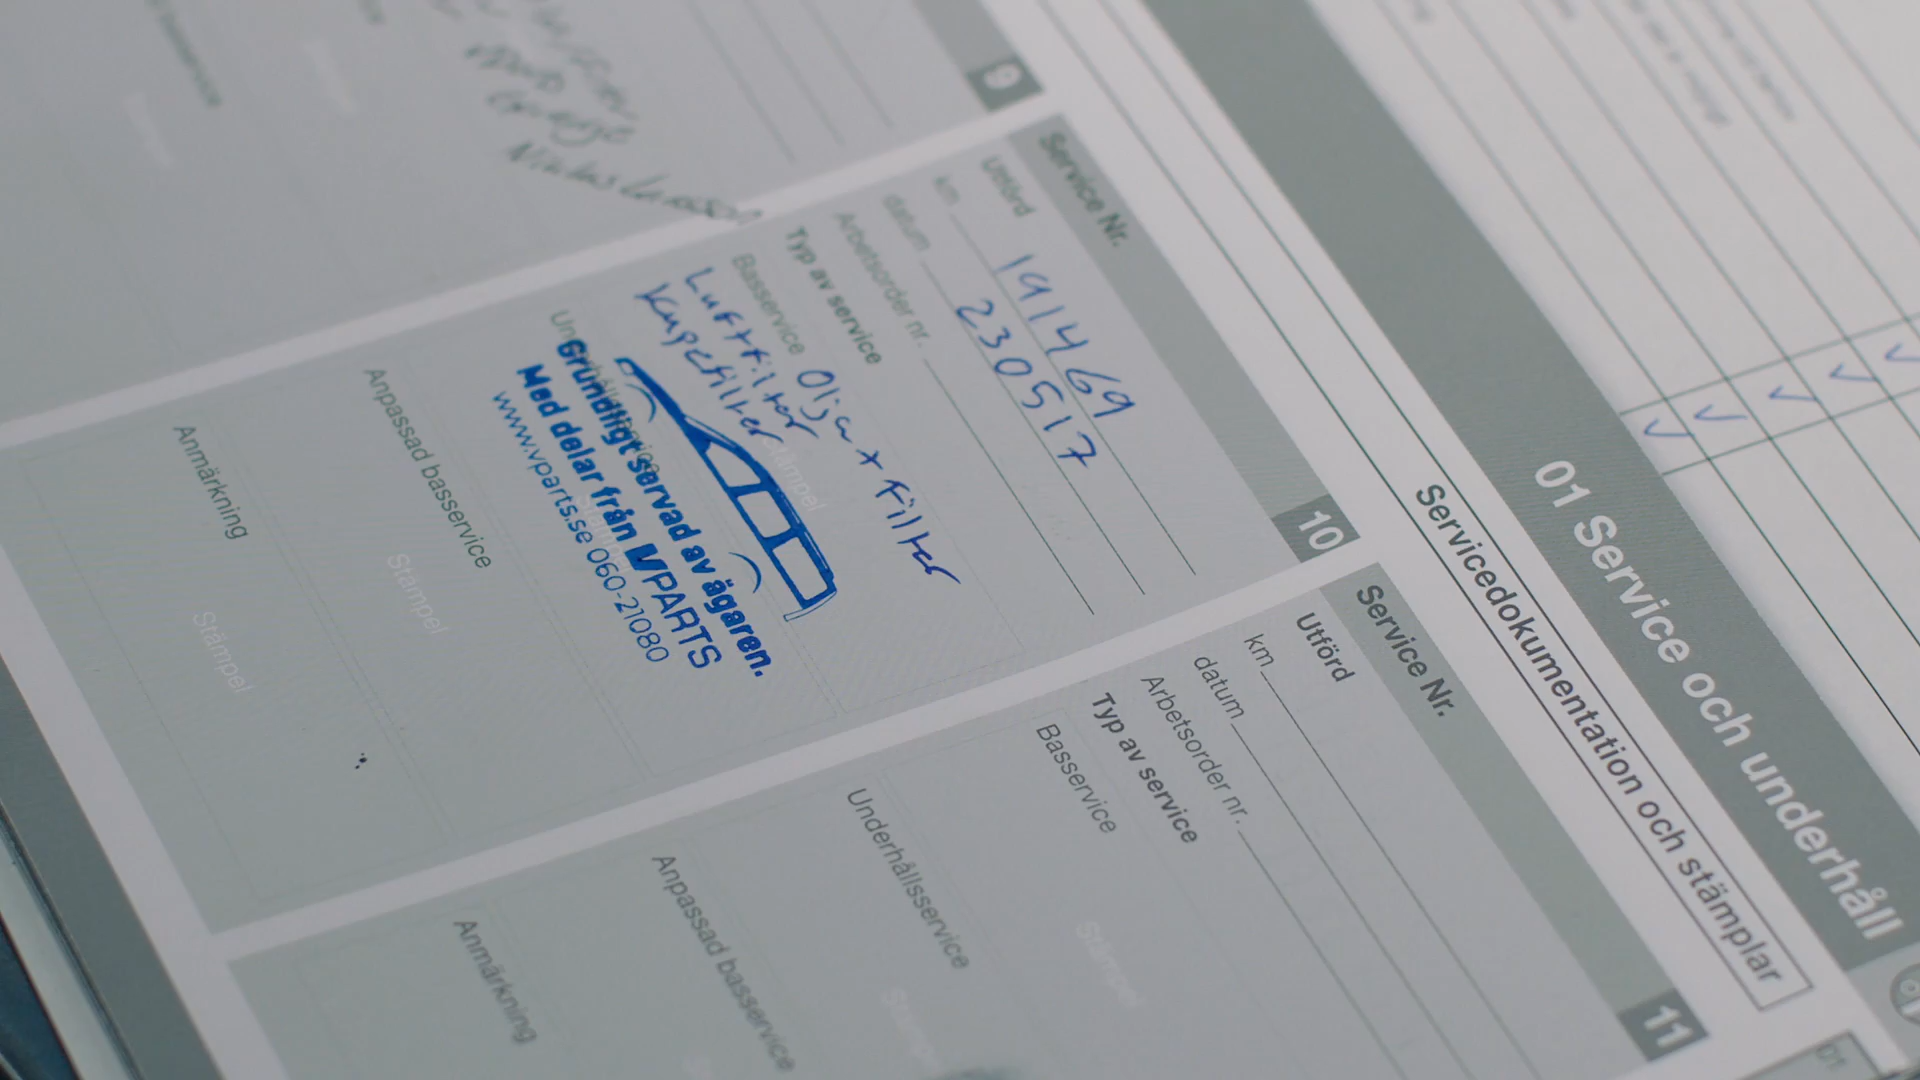 9
Service Nr. 10
Utförd
km 191469
datum 230517
Arbetsorder nr.
Typ av service
Basservice Olja + filter
Luftfilter
Kupefilter
Stämpel
Grundligt servad av ägaren.
Med delar från VPARTS
www.vparts.se 060-21080
Anpassad basservice
Stämpel
Anmärkning
Stämpel
Service Nr. 11
Utförd
km
datum
Arbetsorder nr.
Typ av service
Basservice
Stämpel
Underhållsservice
Stämpel
Anpassad basservice
Anmärkning
Servicedokumentation och stämplar
01 Service och underhåll